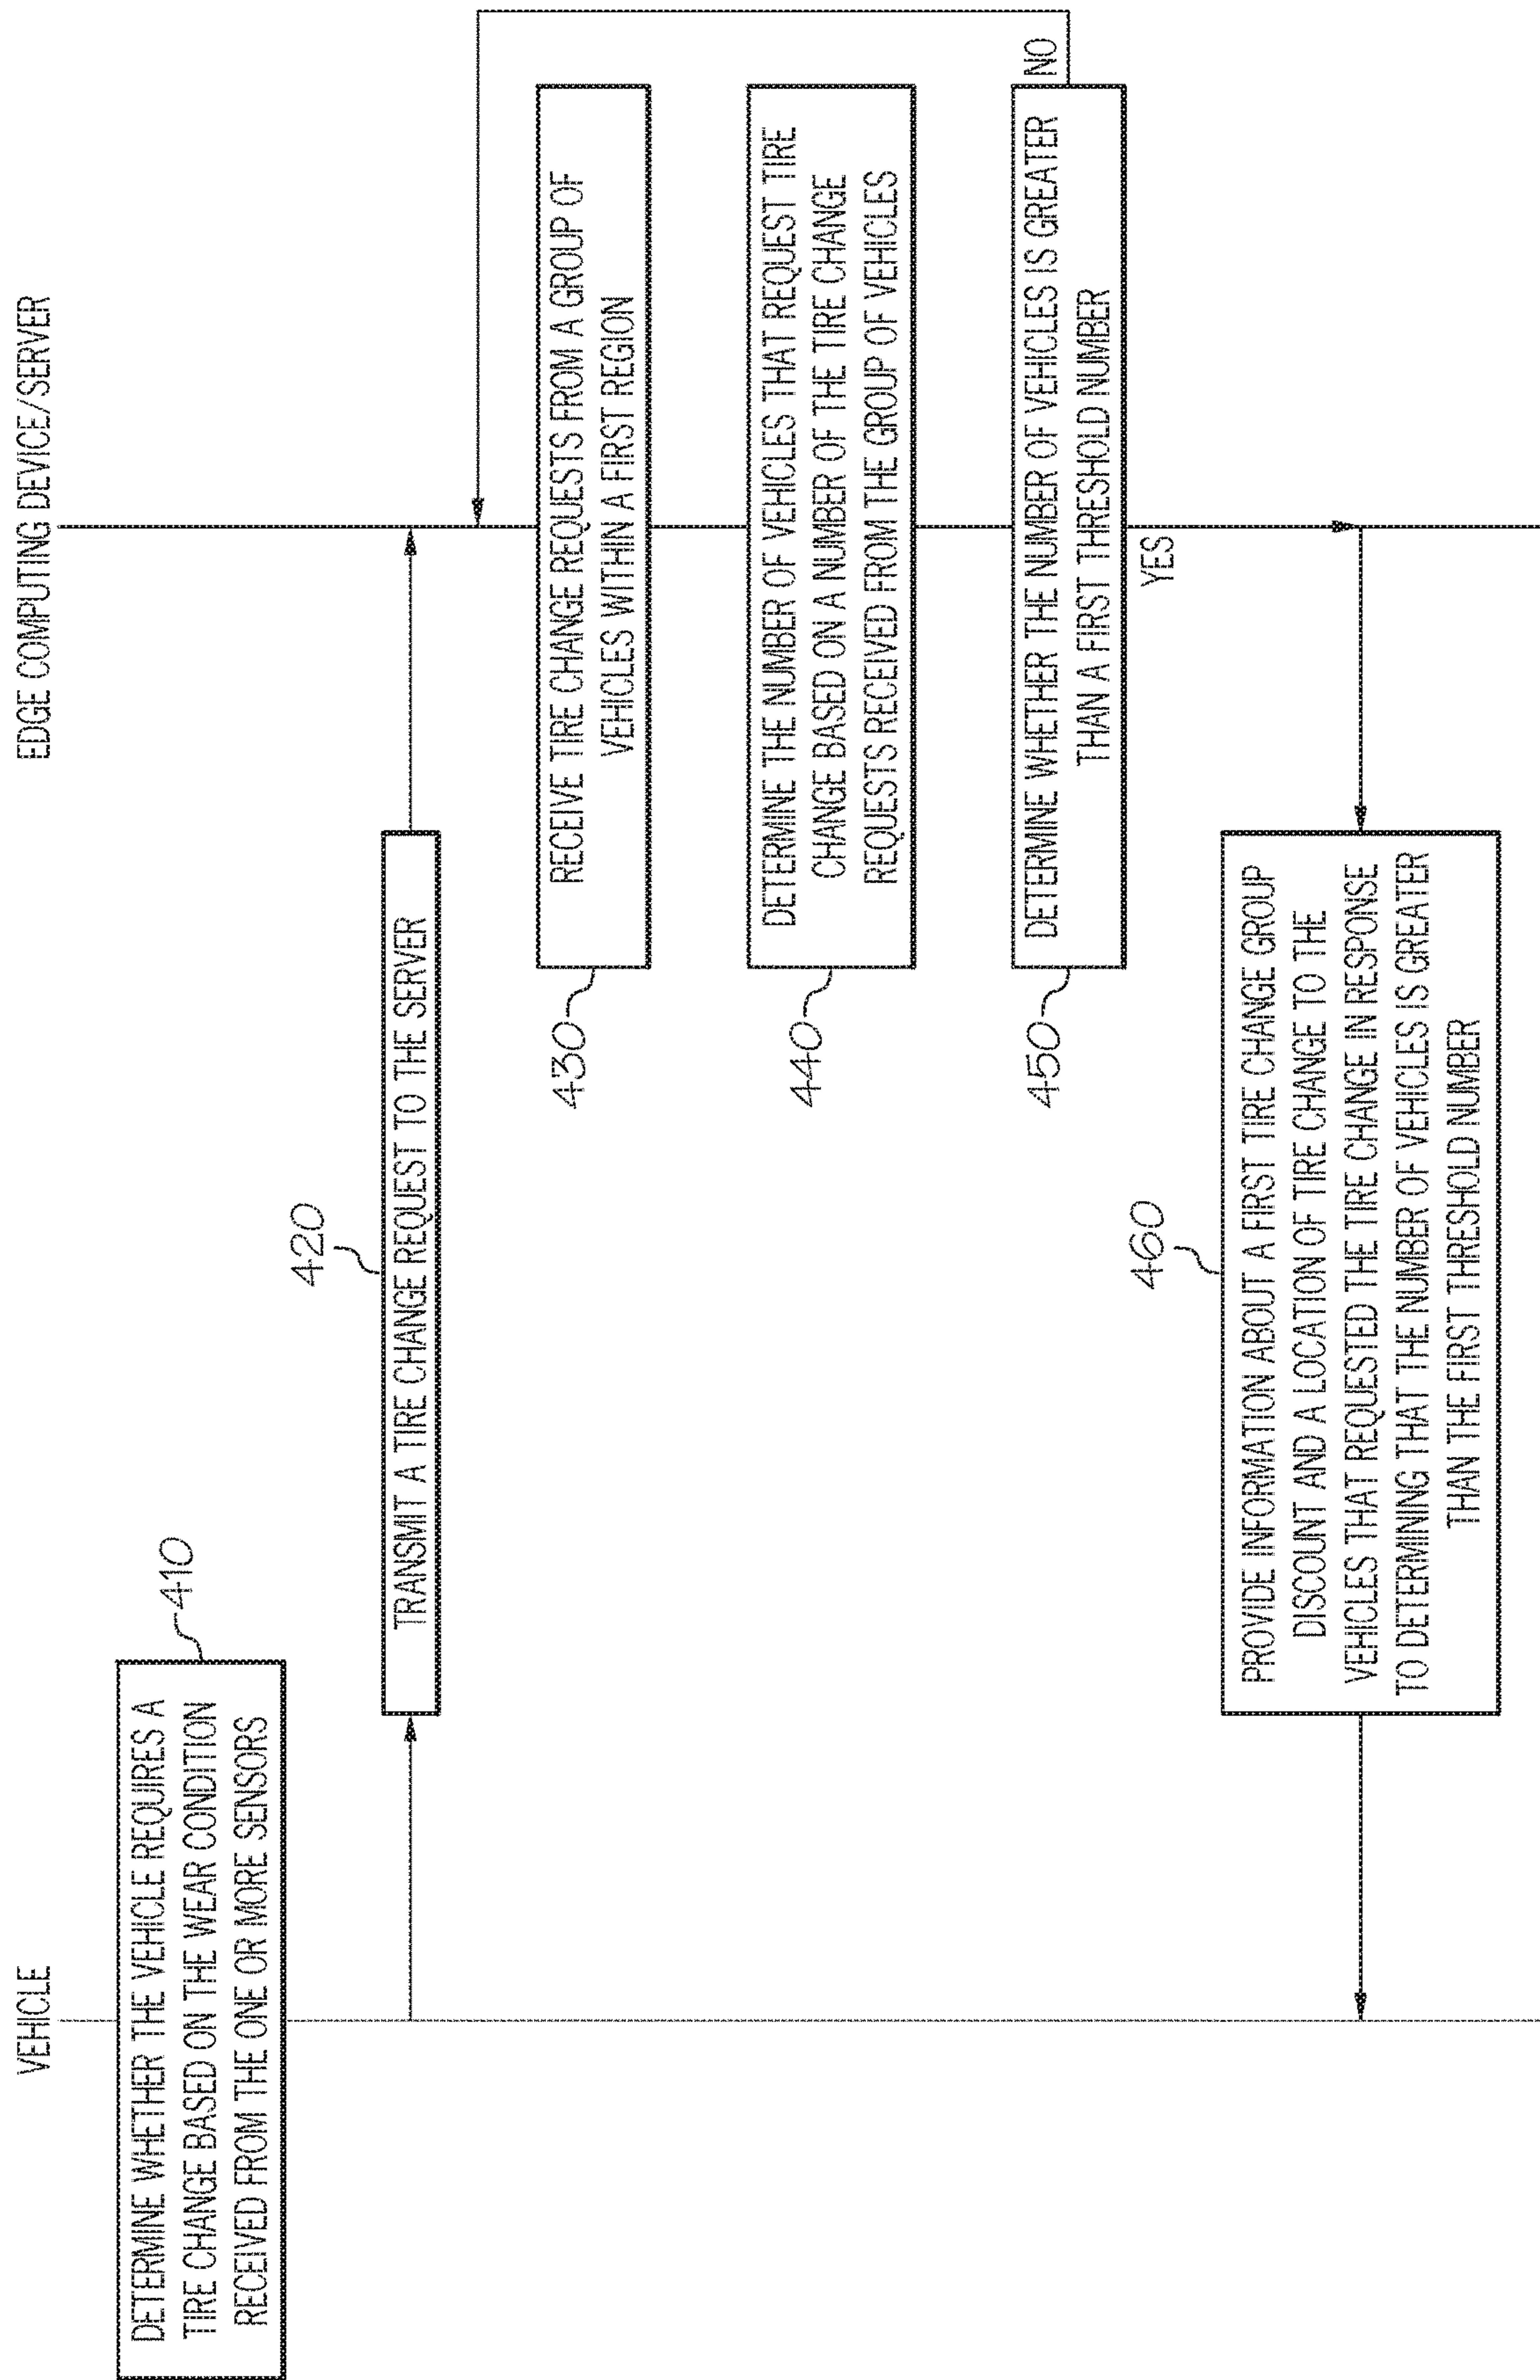 VEHICLE
EDGE COMPUTING DEVICE/SERVER
DETERMINE WHETHER THE VEHICLE REQUIRES A
TIRE CHANGE BASED ON THE WEAR CONDITION
RECEIVED FROM THE ONE OR MORE SENSORS
410
420
TRANSMIT A TIRE CHANGE REQUEST TO THE SERVER
430
RECEIVE TIRE CHANGE REQUESTS FROM A GROUP OF
VEHICLES WITHIN A FIRST REGION
440
DETERMINE THE NUMBER OF VEHICLES THAT REQUEST TIRE
CHANGE BASED ON A NUMBER OF THE TIRE CHANGE
REQUESTS RECEIVED FROM THE GROUP OF VEHICLES
450
DETERMINE WHETHER THE NUMBER OF VEHICLES IS GREATER
THAN A FIRST THRESHOLD NUMBER
NO
YES
460
PROVIDE INFORMATION ABOUT A FIRST TIRE CHANGE GROUP
DISCOUNT AND A LOCATION OF TIRE CHANGE TO THE
VEHICLES THAT REQUESTED THE TIRE CHANGE IN RESPONSE
TO DETERMINING THAT THE NUMBER OF VEHICLES IS GREATER
THAN THE FIRST THRESHOLD NUMBER